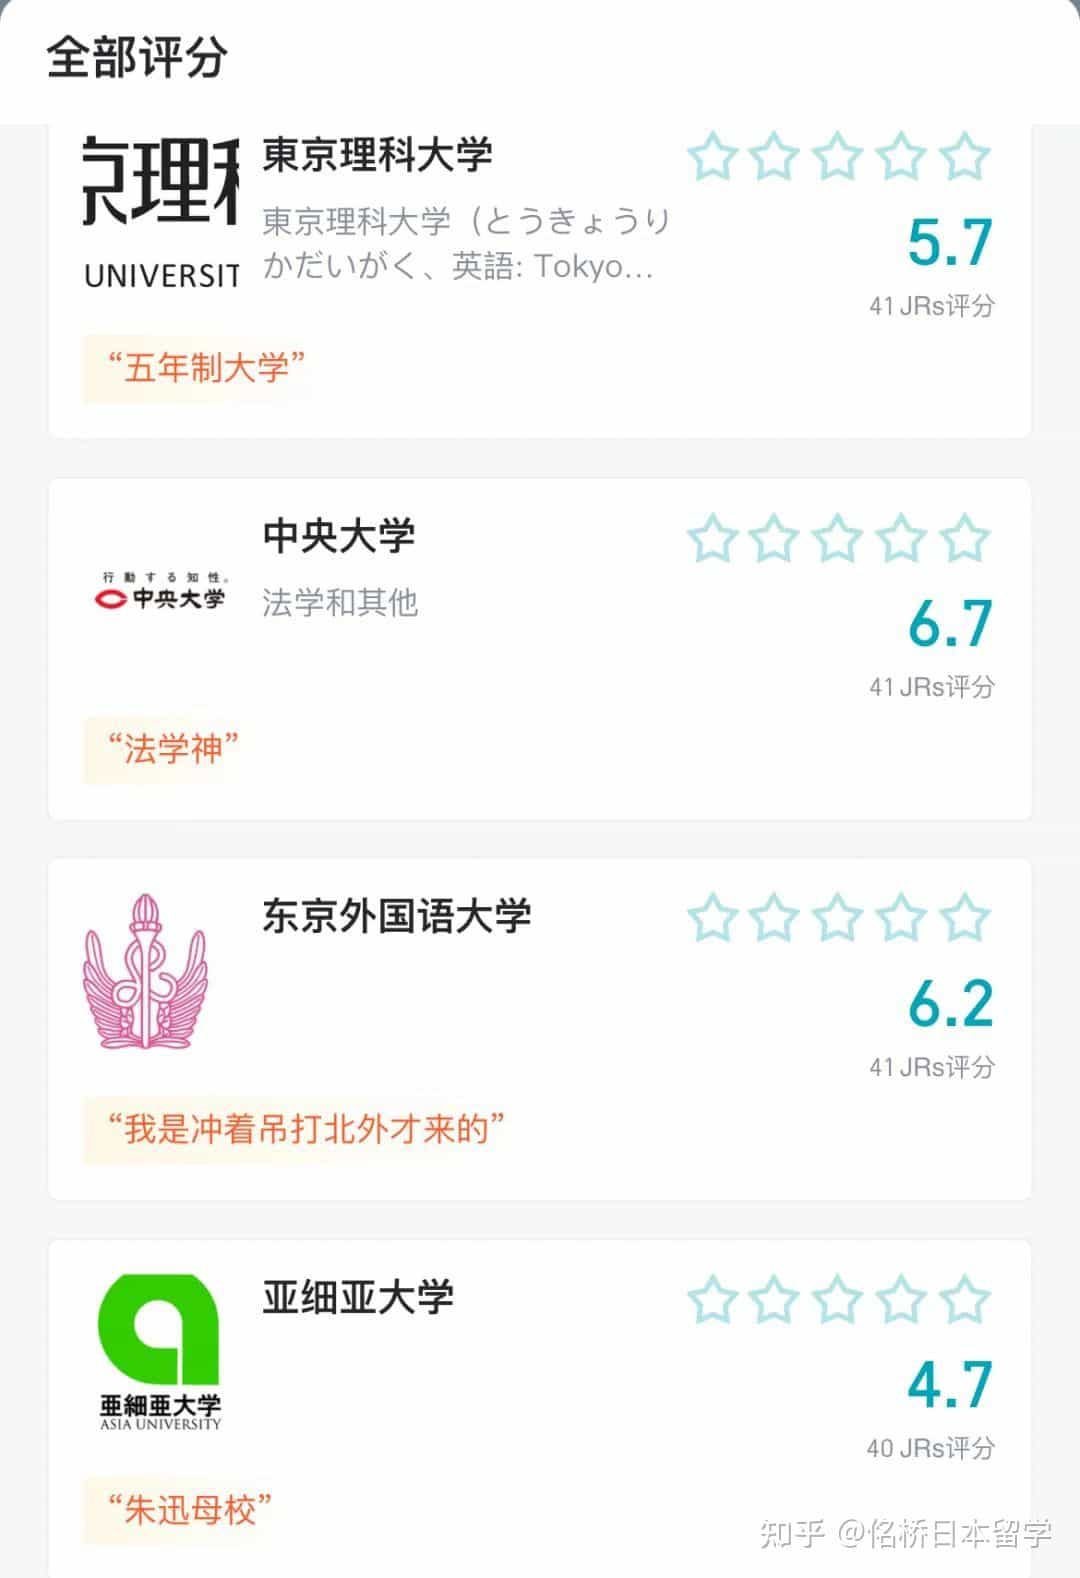 全部评分
京理科
UNIVERSIT
東京理科大学
東京理科大学（とうきょうり
かだいがく、英語: Tokyo...
5.7
41 JRs评分
“五年制大学”
行動する知性。
中央大学
中央大学
法学和其他
6.7
41 JRs评分
“法学神”
东京外国语大学
6.2
41 JRs评分
“我是冲着吊打北外才来的”
亜細亜大学
ASIA UNIVERSITY
亚细亚大学
4.7
40 JRs评分
“朱迅母校”
知乎 @佲桥日本留学